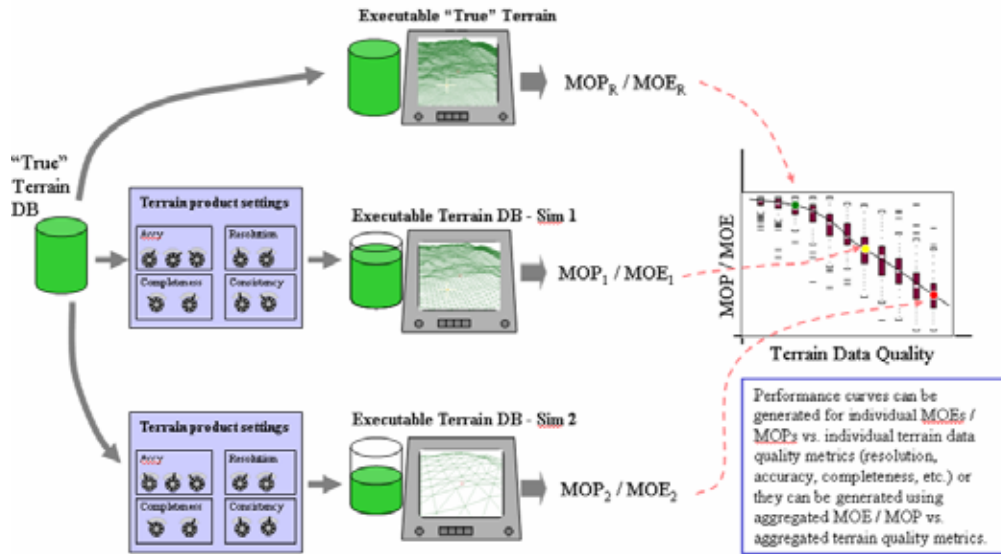 Executable “True” Terrain
MOPR / MOER
“True”
Terrain
DB
Terrain product settings
Accy
Resolution
Completeness
Consistency
Executable Terrain DB - Sim 1
MOP1 / MOE1
MOP / MOE
Terrain Data Quality
Terrain product settings
Accy
Resolution
Completeness
Consistency
Executable Terrain DB - Sim 2
MOP2 / MOE2
Performance curves can be
generated for individual MOEs /
MOPs vs. individual terrain data
quality metrics (resolution,
accuracy, completeness, etc.) or
they can be generated using
aggregated MOE / MOP vs.
aggregated terrain quality metrics.